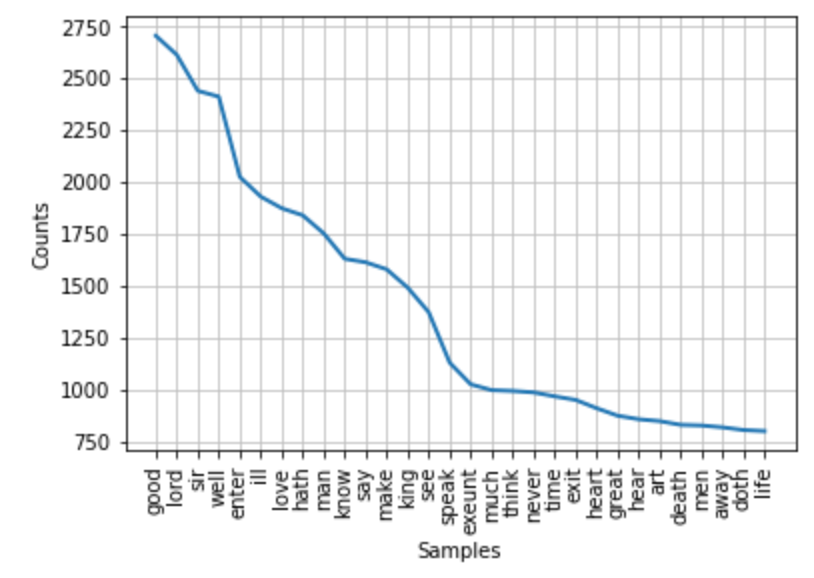 2750
2500
2250
2000
1750
1500
1250
1000
750
Counts
good
lord
sir
well
enter
ill
love
hath
man
know
say
make
king
see
speak
exeunt
much
think
never
time
exit
heart
great
hear
art
death
men
away
doth
life
Samples